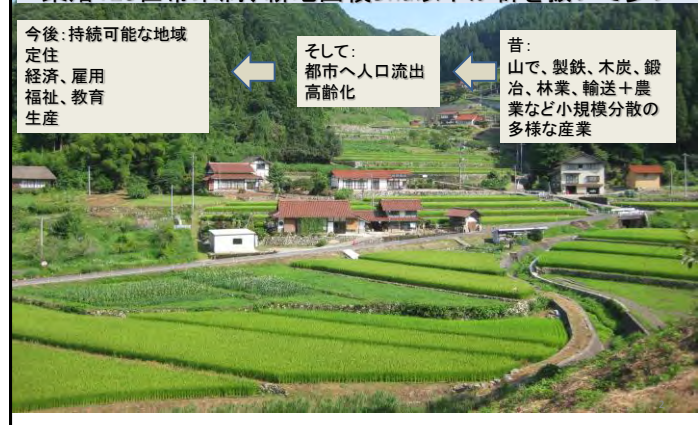 今後:持続可能な地域
定住
経済、雇用
福祉、教育
生産
そして:
都市へ人口流出
高齢化
昔:
山で、製鉄、木炭、鍛
冶、林業、輸送+農
業など小規模分散の
多様な産業